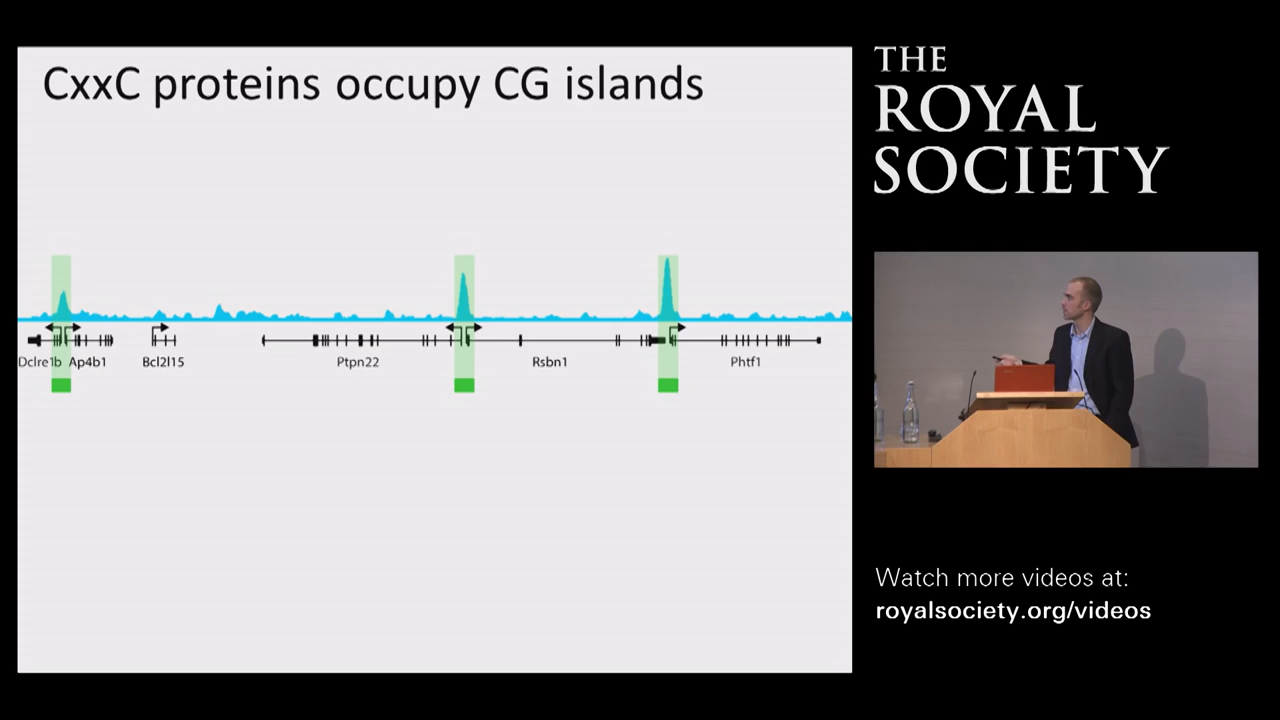 CxxC proteins occupy CG islands
Dclre1b Ap4b1 Bcl2l15 Ptpn22 Rsbn1 Phtf1
THE
ROYAL
SOCIETY
Watch more videos at:
royalsociety.org/videos